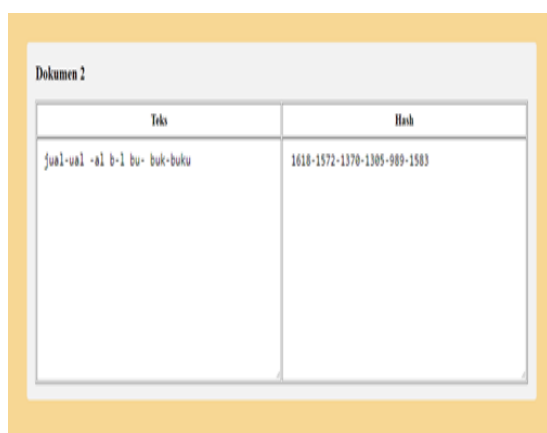 Dokumen 2
Teks
Hash
jual-ual -al b-l bu- buk-buku
1618-1572-1370-1305-989-1583